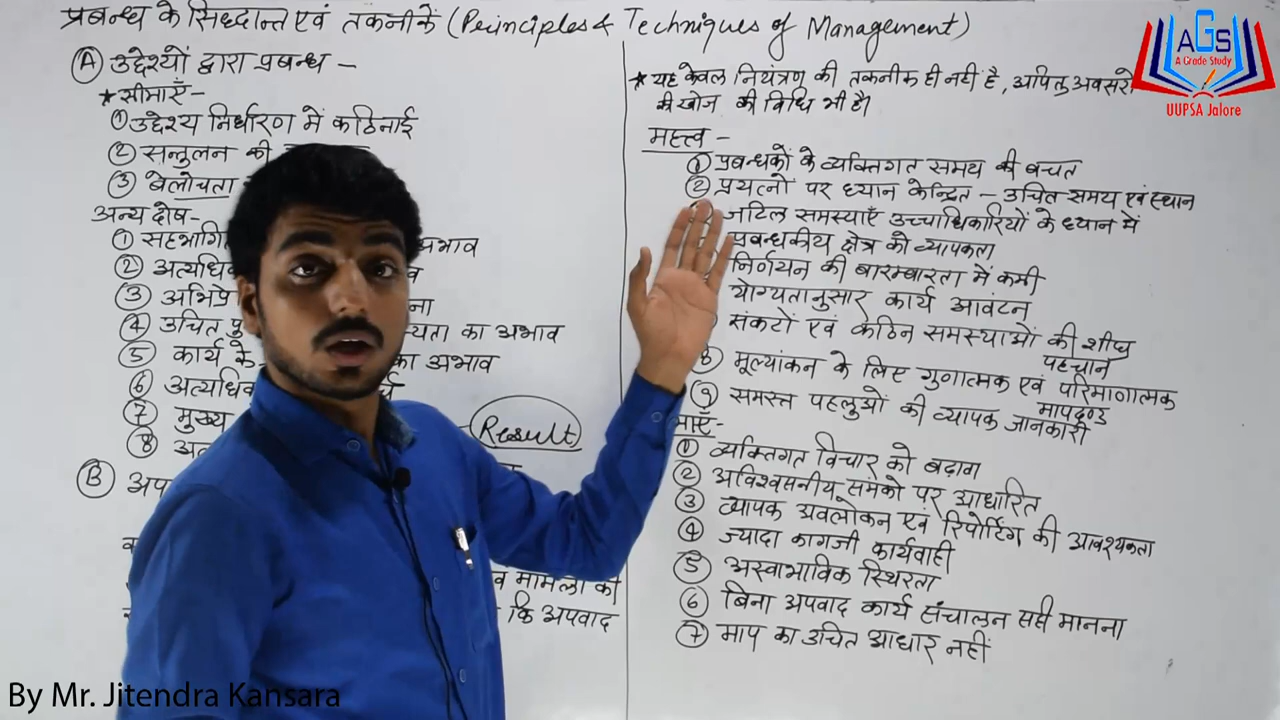 प्रबन्ध के सिध्दान्त एवं तकनीकें (Principles & Techniques of Management)
Ⓐ उद्देश्यों द्वारा प्रबन्ध –
★ सीमाएँ –
① उद्देश्य निर्धारण में कठिनाई
② सन्तुलन की
③ बेलोचता
अन्य दोष –
① सहभागि भाव
② अत्यधिक
③ अभिप्रे ना
④ उचित पु स्यता का अभाव
⑤ कार्य के का अभाव
⑥ अत्यधिक
⑦ मुख्य
⑧ अत
Result
Ⓑ अप
व मामलो को
कि अपवाद
★ यह केवल नियंत्रण की तकनीक ही नहीं है, अपितु अवसरो
की खोज की विधि भी है।
महत्त्व –
① प्रबन्धकों के व्यक्तिगत समय की बचत
② प्रयत्नों पर ध्यान केन्द्रित – उचित समय एवं स्थान
जटिल समस्याएँ उच्चाधिकारियों के ध्यान में
प्रबन्धकीय क्षेत्र की व्यापकता
निर्णयन की बारम्बारता में कमी
योग्यतानुसार कार्य आवंटन
संकटों एवं कठिन समस्याओं की शीघ्र
पहचान
⑧ मूल्यांकन के लिए गुणात्मक एवं परिमाणात्मक
मापदण्ड
⑨ समस्त पहलुओं की व्यापक जानकारी
माएँ –
① व्यक्तिगत विचार को बढ़ावा
② अविश्वसनीय समंको पर आधारित
③ व्यापक अवलोकन एवं रिपोर्टिंग की आवश्यकता
④ ज्यादा कागजी कार्यवाही
⑤ अस्वाभाविक स्थिरता
⑥ बिना अपवाद कार्य संचालन सही मानना
⑦ माप का उचित आधार नहीं
AGS
A Grade Study
UUPSA Jalore
By Mr. Jitendra Kansara